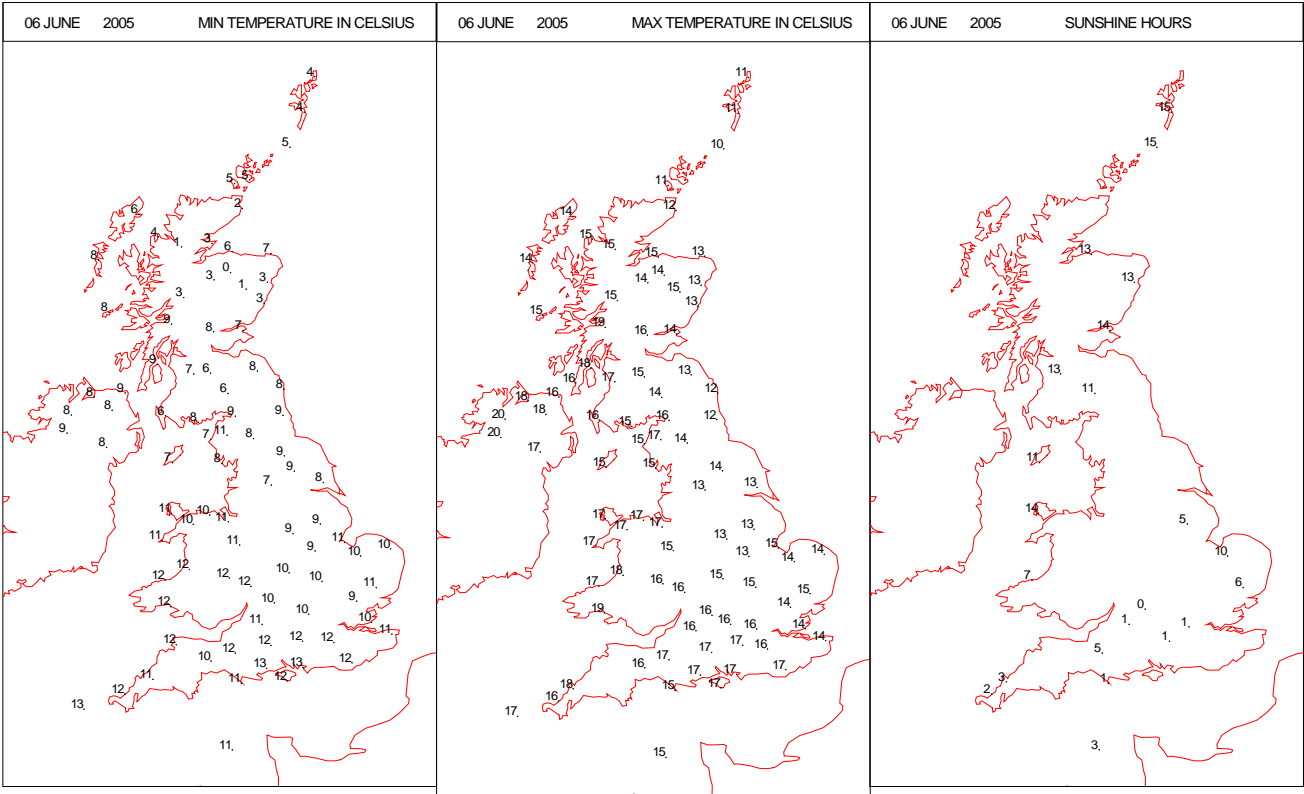 06 JUNE 2005 MIN TEMPERATURE IN CELSIUS
4
4
5
5 5
2
6
4 1 3 6 7
8
0
3 1 3
3 3
8
9 8 7
9 7 6 8
8
6
8 9
8 8 6 8 9 9
9 7 11 8
8
7 8 9
9
7 8
11 10 10 11 9
11 9 11
11 9 10 10
12 12 12 12 10 10 11
12 10 10 9
11 10
12 12 12 12 12 11
10 13 13 12
11 11 12
12
13
11
06 JUNE 2005 MAX TEMPERATURE IN CELSIUS
11
11
10
11
12
14
15 15 15 13
14
14
14 15 13
15 13
15
19 16 14
18 15 13
16 17
18 16 14 12
20 18 16 15 16 12
20 15 17 14
17
15 15 14
13 13
17 17 17 17 13
17 15 13 13 15 14 14
17 18 16 16 15 15 15
19 14
16 16 16 16 14
17 17 16 14
16 17 17 17 17
18 15 17
16
17
15
06 JUNE 2005 SUNSHINE HOURS
15
15
13
13
14
13
11
11
14
5
10
7 6
0
1 1
1
5
3 1
2
3